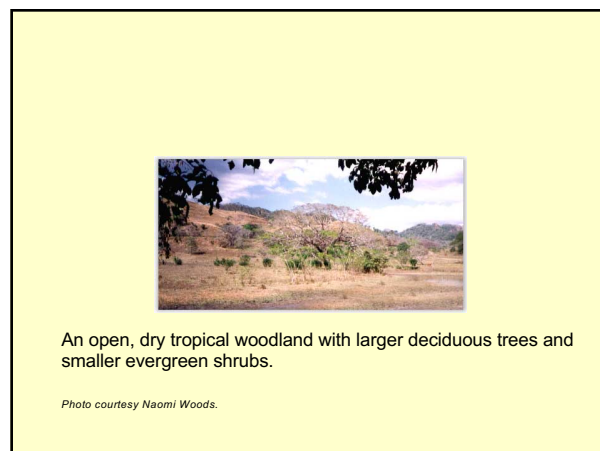 An open, dry tropical woodland with larger deciduous trees and
smaller evergreen shrubs.
Photo courtesy Naomi Woods.